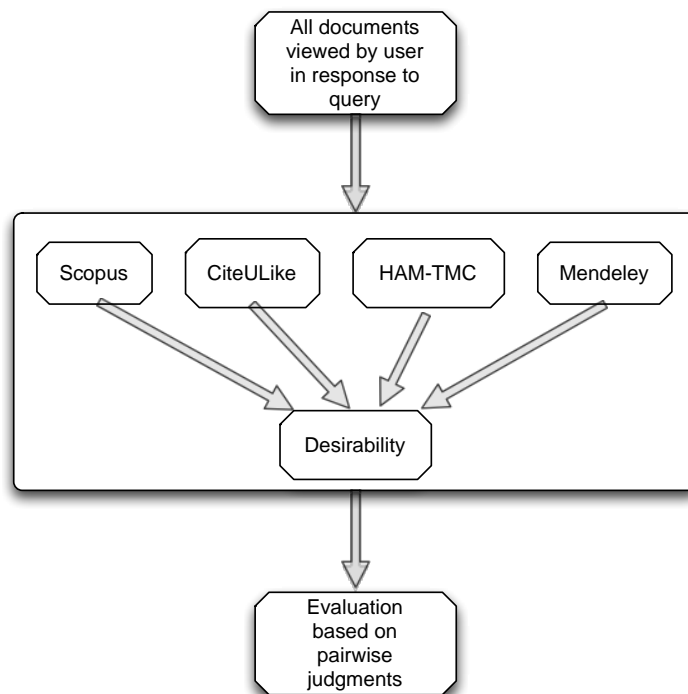 All documents
viewed by user
in response to
query
Scopus
CiteULike
HAM-TMC
Mendeley
Desirability
Evaluation
based on
pairwise
judgments